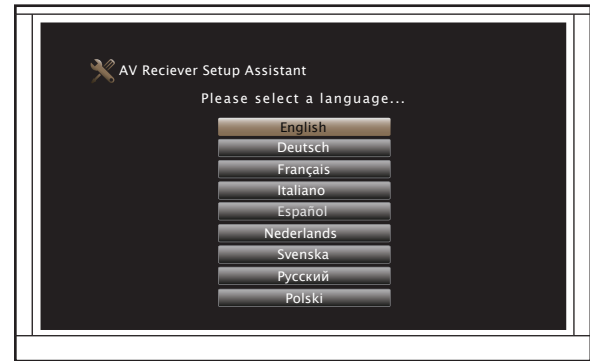 AV Reciever Setup Assistant
Please select a language...
English
Deutsch
Français
Italiano
Español
Nederlands
Svenska
Русский
Polski